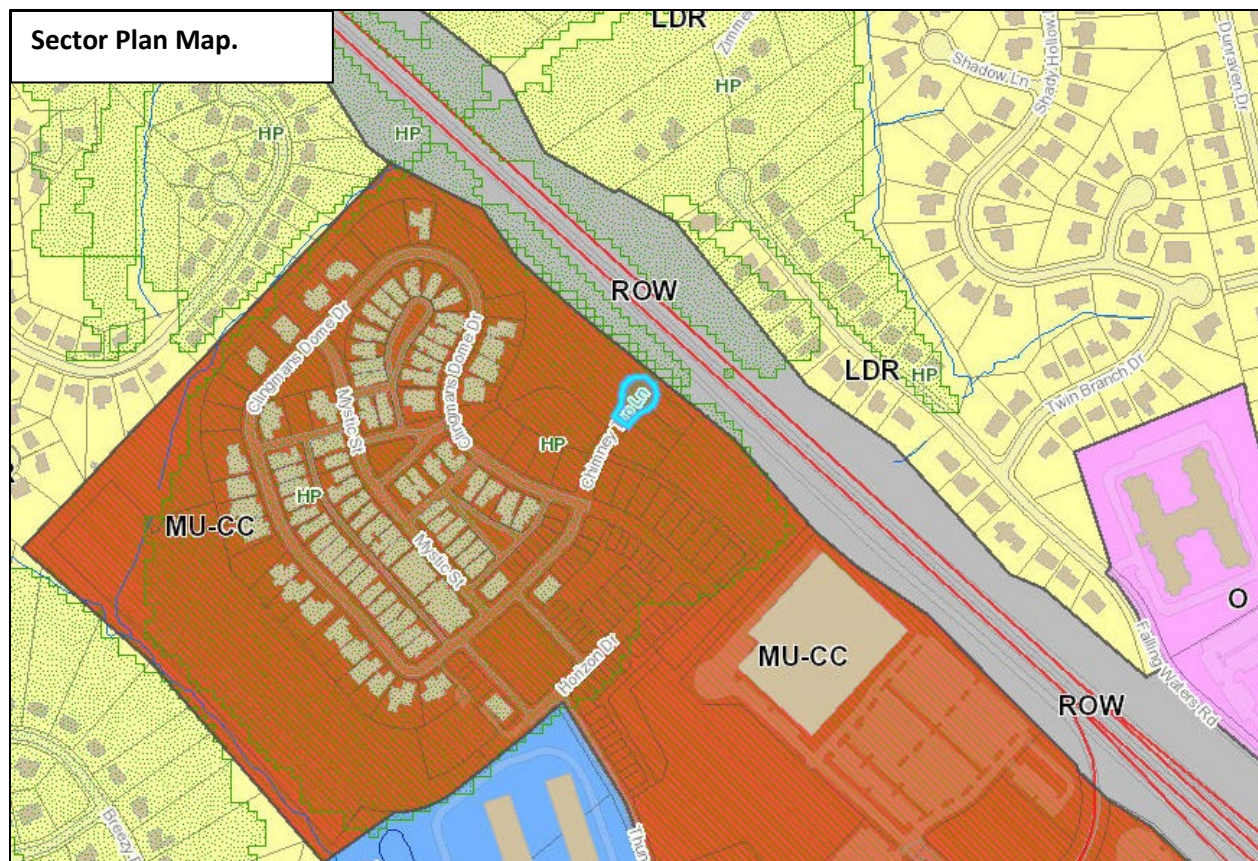 Sector Plan Map.
LDR
Shadow Ln
Shady Hollow
Dunraven Dr
HP
HP
HP
Clingmans Dome Dr
Mystic St
Clingmans Dome Dr
ROW
LDR
HP
Twin Branch Dr
HP
Chimney
Ln
HP
MU-CC
Mystic St
O
Horizon Dr
MU-CC
Falling Waters Rd
ROW